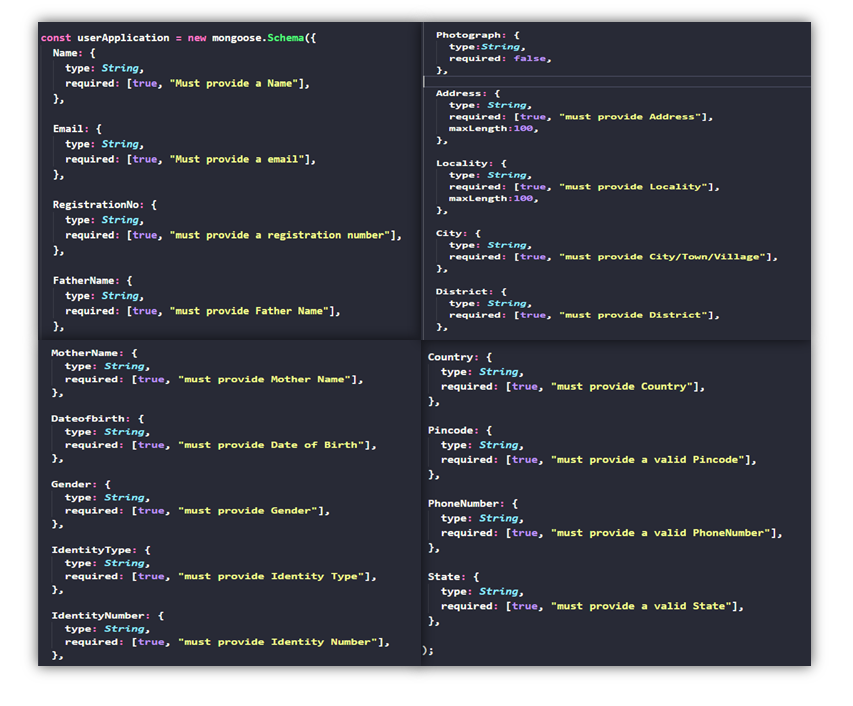 const userApplication = new mongoose.Schema({
Name: {
type: String,
required: [true, "Must provide a Name"],
},
Email: {
type: String,
required: [true, "Must provide a email"],
},
RegistrationNo: {
type: String,
required: [true, "must provide a registration number"],
},
FatherName: {
type: String,
required: [true, "must provide Father Name"],
},
MotherName: {
type: String,
required: [true, "must provide Mother Name"],
},
Dateofbirth: {
type: String,
required: [true, "must provide Date of Birth"],
},
Gender: {
type: String,
required: [true, "must provide Gender"],
},
IdentityType: {
type: String,
required: [true, "must provide Identity Type"],
},
IdentityNumber: {
type: String,
required: [true, "must provide Identity Number"],
},
Photograph: {
type:String,
required: false,
},
Address: {
type: String,
required: [true, "must provide Address"],
maxLength:100,
},
Locality: {
type: String,
required: [true, "must provide Locality"],
maxLength:100,
},
City: {
type: String,
required: [true, "must provide City/Town/Village"],
},
District: {
type: String,
required: [true, "must provide District"],
},
Country: {
type: String,
required: [true, "must provide Country"],
},
Pincode: {
type: String,
required: [true, "must provide a valid Pincode"],
},
PhoneNumber: {
type: String,
required: [true, "must provide a valid PhoneNumber"],
},
State: {
type: String,
required: [true, "must provide a valid State"],
},
);